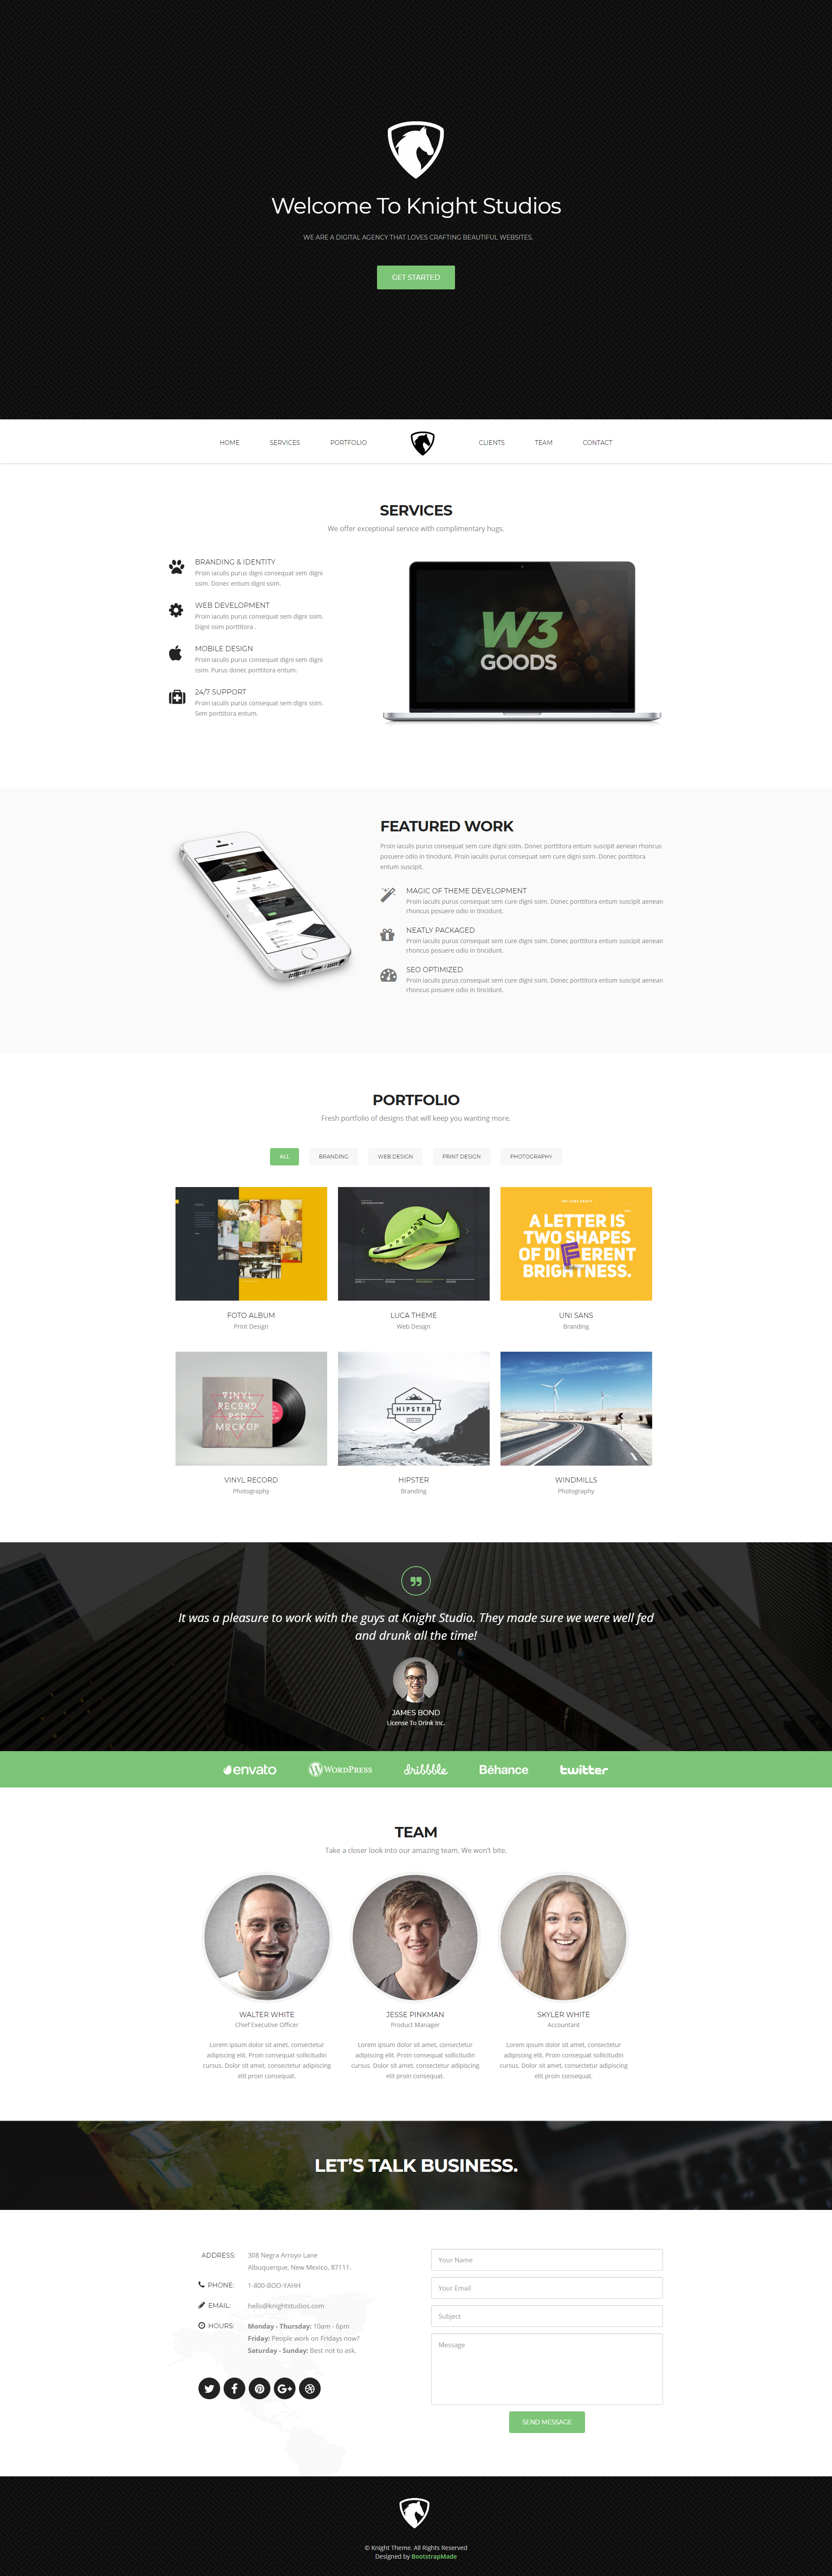 Welcome To Knight Studios
WE ARE A DIGITAL AGENCY THAT LOVES CRAFTING BEAUTIFUL WEBSITES.
GET STARTED
HOME
SERVICES
PORTFOLIO
CLIENTS
TEAM
CONTACT
SERVICES
We offer exceptional service with complimentary hugs.
BRANDING & IDENTITY
Proin iaculis purus digni consequat sem digni
ssim. Donec entum digni ssim.
WEB DEVELOPMENT
Proin iaculis purus consequat sem digni ssim.
Digni ssim porttitora .
MOBILE DESIGN
Proin iaculis purus consequat digni sem digni
ssim. Purus donec porttitora entum.
24/7 SUPPORT
Proin iaculis purus consequat sem digni ssim.
Sem porttitora entum.
W3
GOODS
FEATURED WORK
Proin iaculis purus consequat sem cure digni ssim. Donec porttitora entum suscipit aenean rhoncus
posuere odio in tincidunt. Proin iaculis purus consequat sem cure digni ssim. Donec porttitora
entum suscipit.
MAGIC OF THEME DEVELOPMENT
Proin iaculis purus consequat sem cure digni ssim. Donec porttitora entum suscipit aenean
rhoncus posuere odio in tincidunt.
NEATLY PACKAGED
Proin iaculis purus consequat sem cure digni ssim. Donec porttitora entum suscipit aenean
rhoncus posuere odio in tincidunt.
SEO OPTIMIZED
Proin iaculis purus consequat sem cure digni ssim. Donec porttitora entum suscipit aenean
rhoncus posuere odio in tincidunt.
PORTFOLIO
Fresh portfolio of designs that will keep you wanting more.
ALL
BRANDING
WEB DESIGN
PRINT DESIGN
PHOTOGRAPHY
A LETTER IS
TWO SHAPES
OF DIFFERENT
BRIGHTNESS.
FOTO ALBUM
Print Design
LUCA THEME
Web Design
UNI SANS
Branding
VINYL
RECORD
PSD
MOCKUP
HIPSTER
VINYL RECORD
Photography
HIPSTER
Branding
WINDMILLS
Photography
It was a pleasure to work with the guys at Knight Studio. They made sure we were well fed
and drunk all the time!
JAMES BOND
License To Drink Inc.
envato
WORDPRESS
dribbble
Bēhance
twitter
TEAM
Take a closer look into our amazing team. We won't bite.
WALTER WHITE
Chief Executive Officer
Lorem ipsum dolor sit amet, consectetur
adipiscing elit. Proin consequat sollicitudin
cursus. Dolor sit amet, consectetur adipiscing
elit proin consequat.
JESSE PINKMAN
Product Manager
Lorem ipsum dolor sit amet, consectetur
adipiscing elit. Proin consequat sollicitudin
cursus. Dolor sit amet, consectetur adipiscing
elit proin consequat.
SKYLER WHITE
Accountant
Lorem ipsum dolor sit amet, consectetur
adipiscing elit. Proin consequat sollicitudin
cursus. Dolor sit amet, consectetur adipiscing
elit proin consequat.
LET'S TALK BUSINESS.
ADDRESS:
308 Negra Arroyo Lane
Albuquerque, New Mexico, 87111.
PHONE:
1-800-BOO-YAHH
EMAIL:
hello@knightstudios.com
HOURS:
Monday - Thursday: 10am - 6pm
Friday: People work on Fridays now?
Saturday - Sunday: Best not to ask.
Your Name
Your Email
Subject
Message
SEND MESSAGE
© Knight Theme. All Rights Reserved
Designed by BootstrapMade